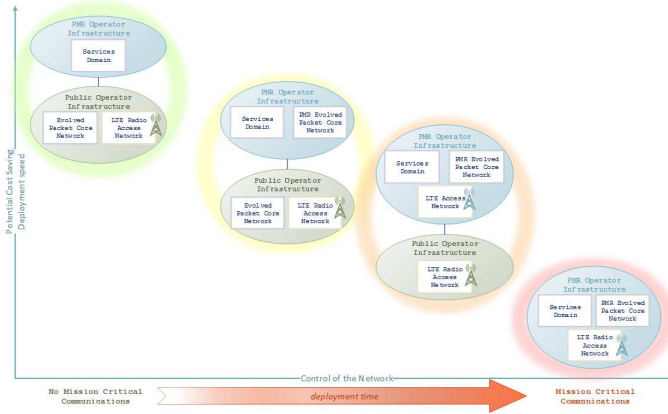 PMR Operator
Infrastructure
Services
Domain
Public Operator
Infrastructure
Evolved
Packet Core
Network
LTE Radio
Access
Network
PMR Operator
Infrastructure
Services
Domain
PMR Evolved
Packet Core
Network
Public Operator
Infrastructure
Evolved
Packet Core
Network
LTE Radio
Access
Network
PMR Operator
Infrastructure
Services
Domain
PMR Evolved
Packet Core
Network
LTE Access
Network
Public Operator
Infrastructure
LTE Radio
Access
Network
PMR Operator
Infrastructure
Services
Domain
PMR Evolved
Packet Core
Network
LTE Radio
Access
Network
Potential Cost Saving
Deployment speed
Control of the Network
No Mission Critical
Communications
deployment time
Mission Critical
Communications